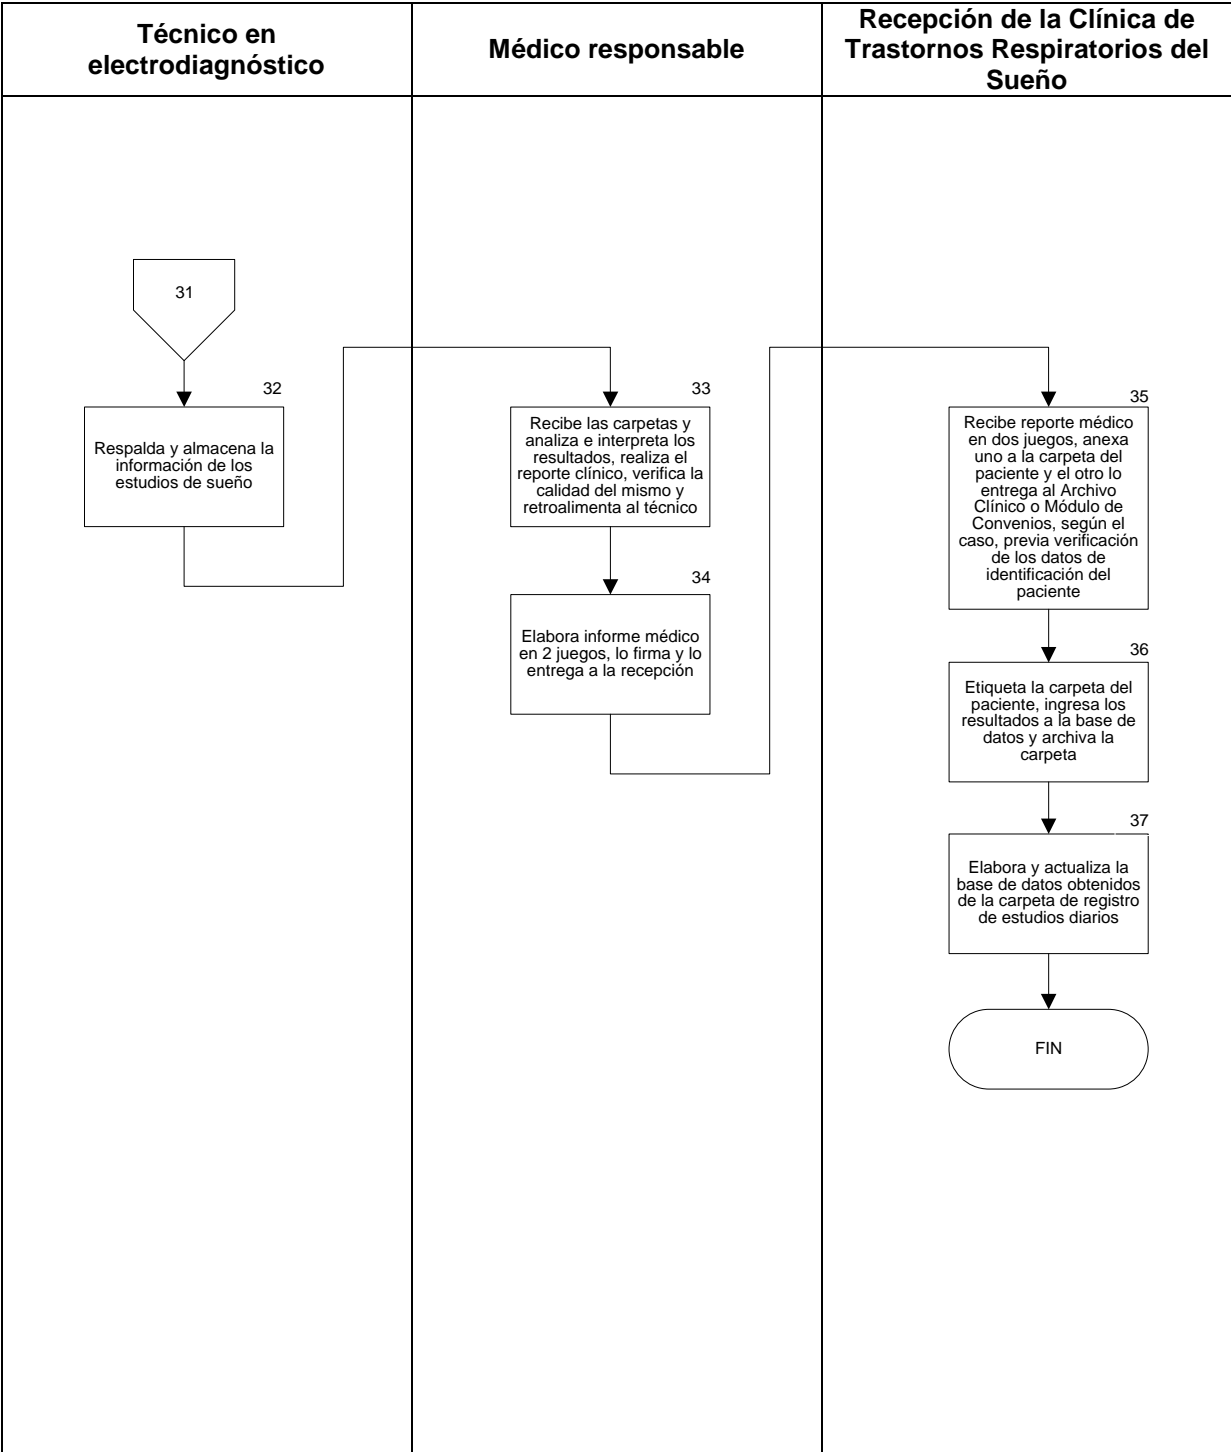 Técnico en
electrodiagnóstico
Médico responsable
Recepción de la Clínica de
Trastornos Respiratorios del
Sueño
31
32
Respalda y almacena la
información de los
estudios de sueño
33
Recibe las carpetas y
analiza e interpreta los
resultados, realiza el
reporte clínico, verifica la
calidad del mismo y
retroalimenta al técnico
34
Elabora informe médico
en 2 juegos, lo firma y lo
entrega a la recepción
35
Recibe reporte médico
en dos juegos, anexa
uno a la carpeta del
paciente y el otro lo
entrega al Archivo
Clínico o Módulo de
Convenios, según el
caso, previa verificación
de los datos de
identificación del
paciente
36
Etiqueta la carpeta del
paciente, ingresa los
resultados a la base de
datos y archiva la
carpeta
37
Elabora y actualiza la
base de datos obtenidos
de la carpeta de registro
de estudios diarios
FIN